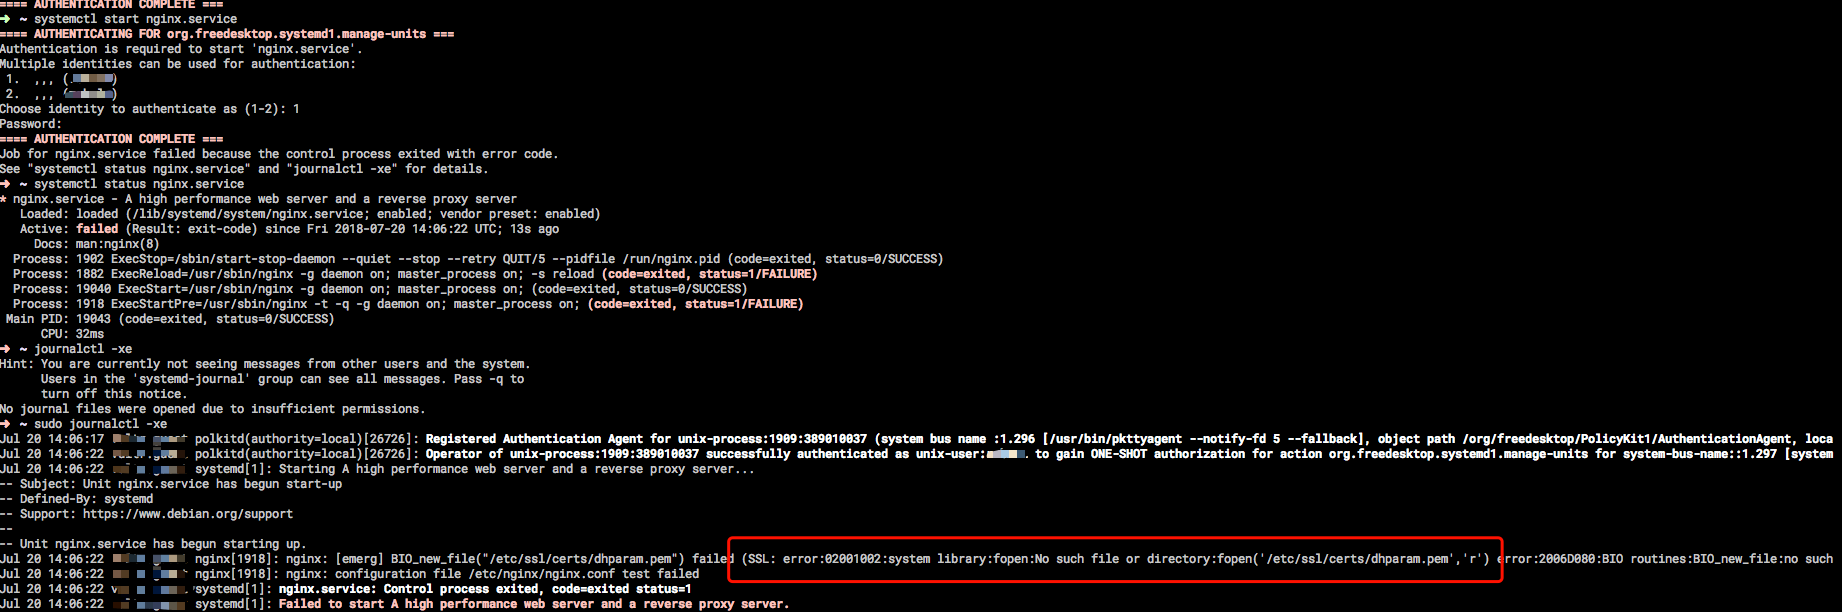 ==== AUTHENTICATION COMPLETE ===
➜ ~ systemctl start nginx.service
==== AUTHENTICATING FOR org.freedesktop.systemd1.manage-units ===
Authentication is required to start 'nginx.service'.
Multiple identities can be used for authentication:
1. ,,, ( )
2. ,,, ( )
Choose identity to authenticate as (1-2): 1
Password:
==== AUTHENTICATION COMPLETE ===
Job for nginx.service failed because the control process exited with error code.
See "systemctl status nginx.service" and "journalctl -xe" for details.
➜ ~ systemctl status nginx.service
* nginx.service - A high performance web server and a reverse proxy server
Loaded: loaded (/lib/systemd/system/nginx.service; enabled; vendor preset: enabled)
Active: failed (Result: exit-code) since Fri 2018-07-20 14:06:22 UTC; 13s ago
Docs: man:nginx(8)
Process: 1902 ExecStop=/sbin/start-stop-daemon --quiet --stop --retry QUIT/5 --pidfile /run/nginx.pid (code=exited, status=0/SUCCESS)
Process: 1882 ExecReload=/usr/sbin/nginx -g daemon on; master_process on; -s reload (code=exited, status=1/FAILURE)
Process: 19040 ExecStart=/usr/sbin/nginx -g daemon on; master_process on; (code=exited, status=0/SUCCESS)
Process: 1918 ExecStartPre=/usr/sbin/nginx -t -q -g daemon on; master_process on; (code=exited, status=1/FAILURE)
Main PID: 19043 (code=exited, status=0/SUCCESS)
CPU: 32ms
➜ ~ journalctl -xe
Hint: You are currently not seeing messages from other users and the system.
Users in the 'systemd-journal' group can see all messages. Pass -q to
turn off this notice.
No journal files were opened due to insufficient permissions.
➜ ~ sudo journalctl -xe
Jul 20 14:06:17 polkitd(authority=local)[26726]: Registered Authentication Agent for unix-process:1909:389010037 (system bus name :1.296 [/usr/bin/pkttyagent --notify-fd 5 --fallback], object path /org/freedesktop/PolicyKit1/AuthenticationAgent, loca
Jul 20 14:06:22 polkitd(authority=local)[26726]: Operator of unix-process:1909:389010037 successfully authenticated as unix-user: to gain ONE-SHOT authorization for action org.freedesktop.systemd1.manage-units for system-bus-name::1.297 [system
Jul 20 14:06:22 systemd[1]: Starting A high performance web server and a reverse proxy server...
-- Subject: Unit nginx.service has begun start-up
-- Defined-By: systemd
-- Support: https://www.debian.org/support
--
-- Unit nginx.service has begun starting up.
Jul 20 14:06:22 nginx[1918]: nginx: [emerg] BIO_new_file("/etc/ssl/certs/dhparam.pem") failed (SSL: error:02001002:system library:fopen:No such file or directory:fopen('/etc/ssl/certs/dhparam.pem','r') error:2006D080:BIO routines:BIO_new_file:no such
Jul 20 14:06:22 nginx[1918]: nginx: configuration file /etc/nginx/nginx.conf test failed
Jul 20 14:06:22 systemd[1]: nginx.service: Control process exited, code=exited status=1
Jul 20 14:06:22 systemd[1]: Failed to start A high performance web server and a reverse proxy server.